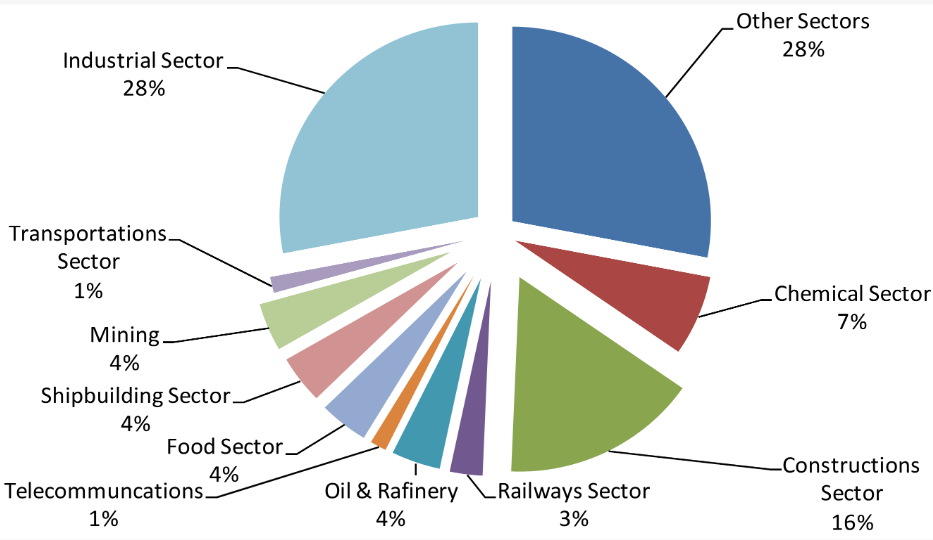 Other Sectors
28%
Industrial Sector
28%
Transportations
Sector
1%
Chemical Sector
7%
Mining
4%
Shipbuilding Sector
4%
Food Sector
4%
Constructions
Sector
16%
Telecommuncations
1%
Oil & Rafinery
4%
Railways Sector
3%